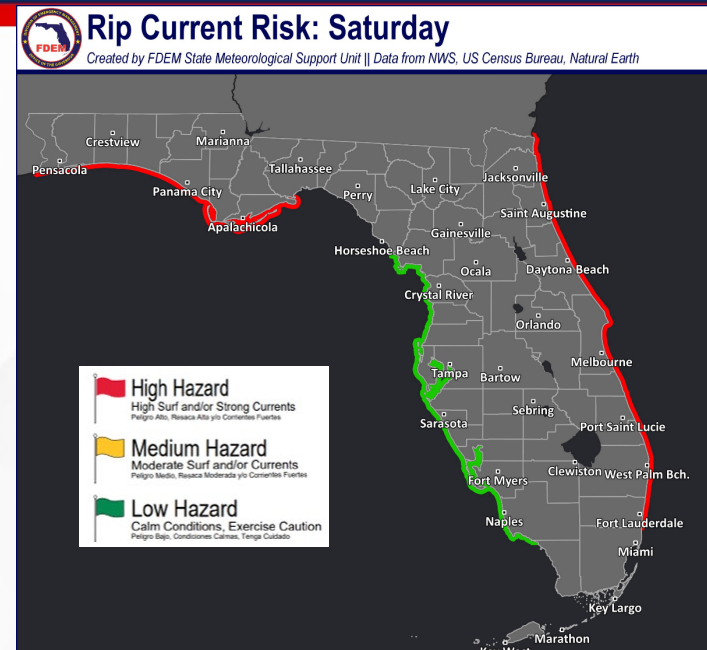 Rip Current Risk: Saturday
Created by FDEM State Meteorological Support Unit || Data from NWS, US Census Bureau, Natural Earth
FDEM
Crestview
Marianna
Pensacola
Tallahassee
Jacksonville
Panama City
Perry
Lake City
Saint Augustine
Apalachicola
Gainesville
Horseshoe Beach
Ocala
Daytona Beach
Crystal River
Orlando
Melbourne
Tampa
Bartow
Sebring
Sarasota
Port Saint Lucie
Fort Myers
Clewiston
West Palm Bch.
Naples
Fort Lauderdale
Miami
Key Largo
Marathon
Key West
High Hazard
High Surf and/or Strong Currents
Peligro Alto, Resaca Alta y/o Corrientes Fuertes
Medium Hazard
Moderate Surf and/or Currents
Peligro Medio, Resaca Moderada y/o Corrientes Fuertes
Low Hazard
Calm Conditions, Exercise Caution
Peligro Bajo, Condiciones Calmas, Tenga Cuidado